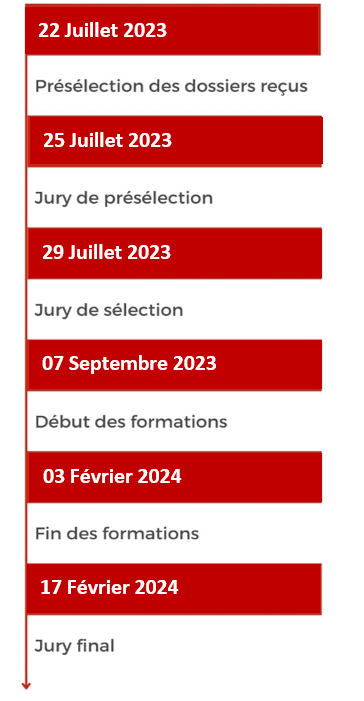 22 Juillet 2023
Présélection des dossiers reçus
25 Juillet 2023
Jury de présélection
29 Juillet 2023
Jury de sélection
07 Septembre 2023
Début des formations
03 Février 2024
Fin des formations
17 Février 2024
Jury final